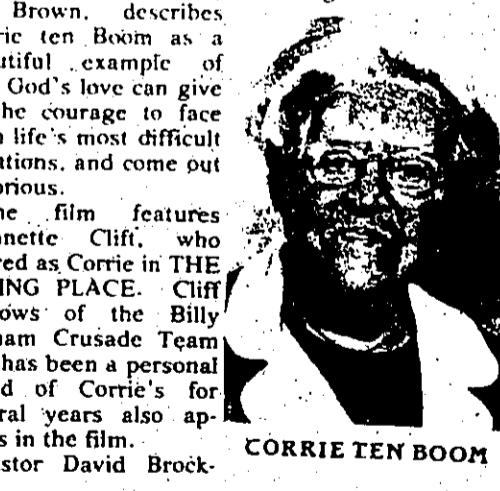 Brown, describes
rie ten Boom as a
utiful example of
God's love can give
he courage to face
n life's most difficult
ations, and come out
orious.
ne film features
nnette Clift, who
red as Corrie in THE
ING PLACE. Cliff
ows of the Billy
ham Crusade Team
has been a personal
d of Corrie's for
ral years also ap-
s in the film.
stor David Brock-
CORRIE TEN BOOM